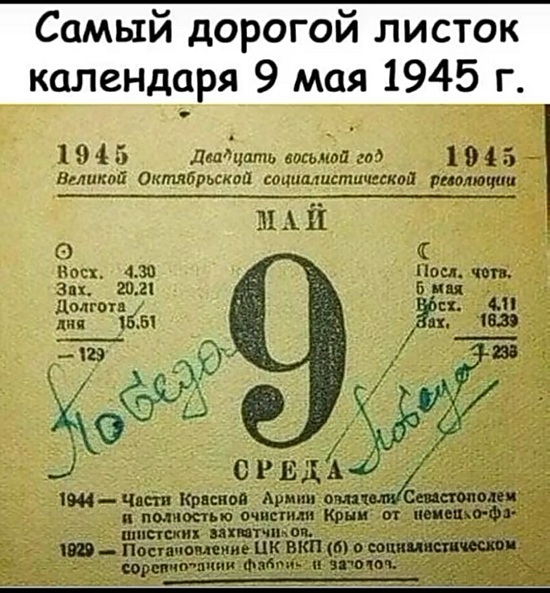 Самый дорогой листок
календаря 9 мая 1945 г.
1945 Двадцать восьмой год 1945
Великой Октябрьской социалистической революции
МАЙ
Восх. 4.30
Зах. 20.21
Долгота
дня 15.51
— 129
9
Посл. четв.
5 мая
Восх. 4.11
Зах. 16.39
+ 236
Победа
Победа
СРЕДА
1944 — Части Красной Армии овладели Севастополем
и полностью очистили Крым от немецко-фа-
шистских захватчиков.
1929 — Постановление ЦК ВКП (б) о социалистическом
соревновании фабрик и заводов.